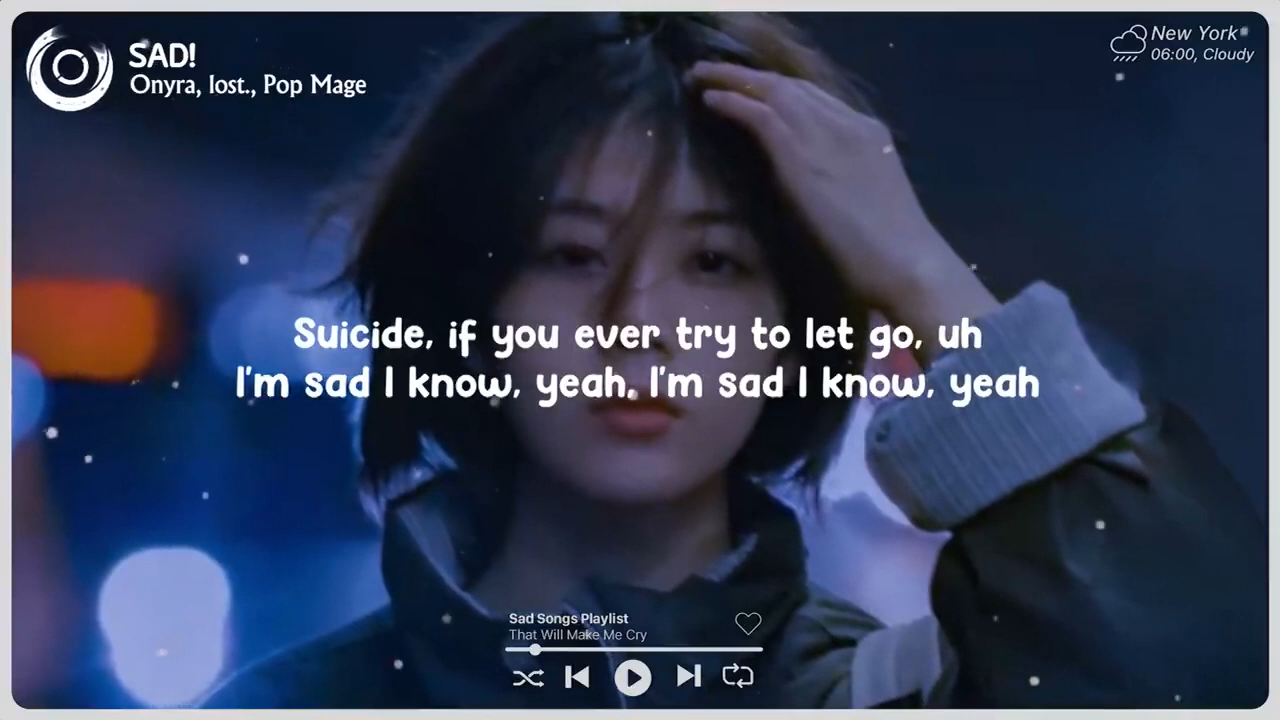 SAD!
Onyra, lost., Pop Mage
New York
06:00, Cloudy
Suicide, if you ever try to let go, uh
I'm sad I know, yeah, I'm sad I know, yeah
Sad Songs Playlist
That Will Make Me Cry